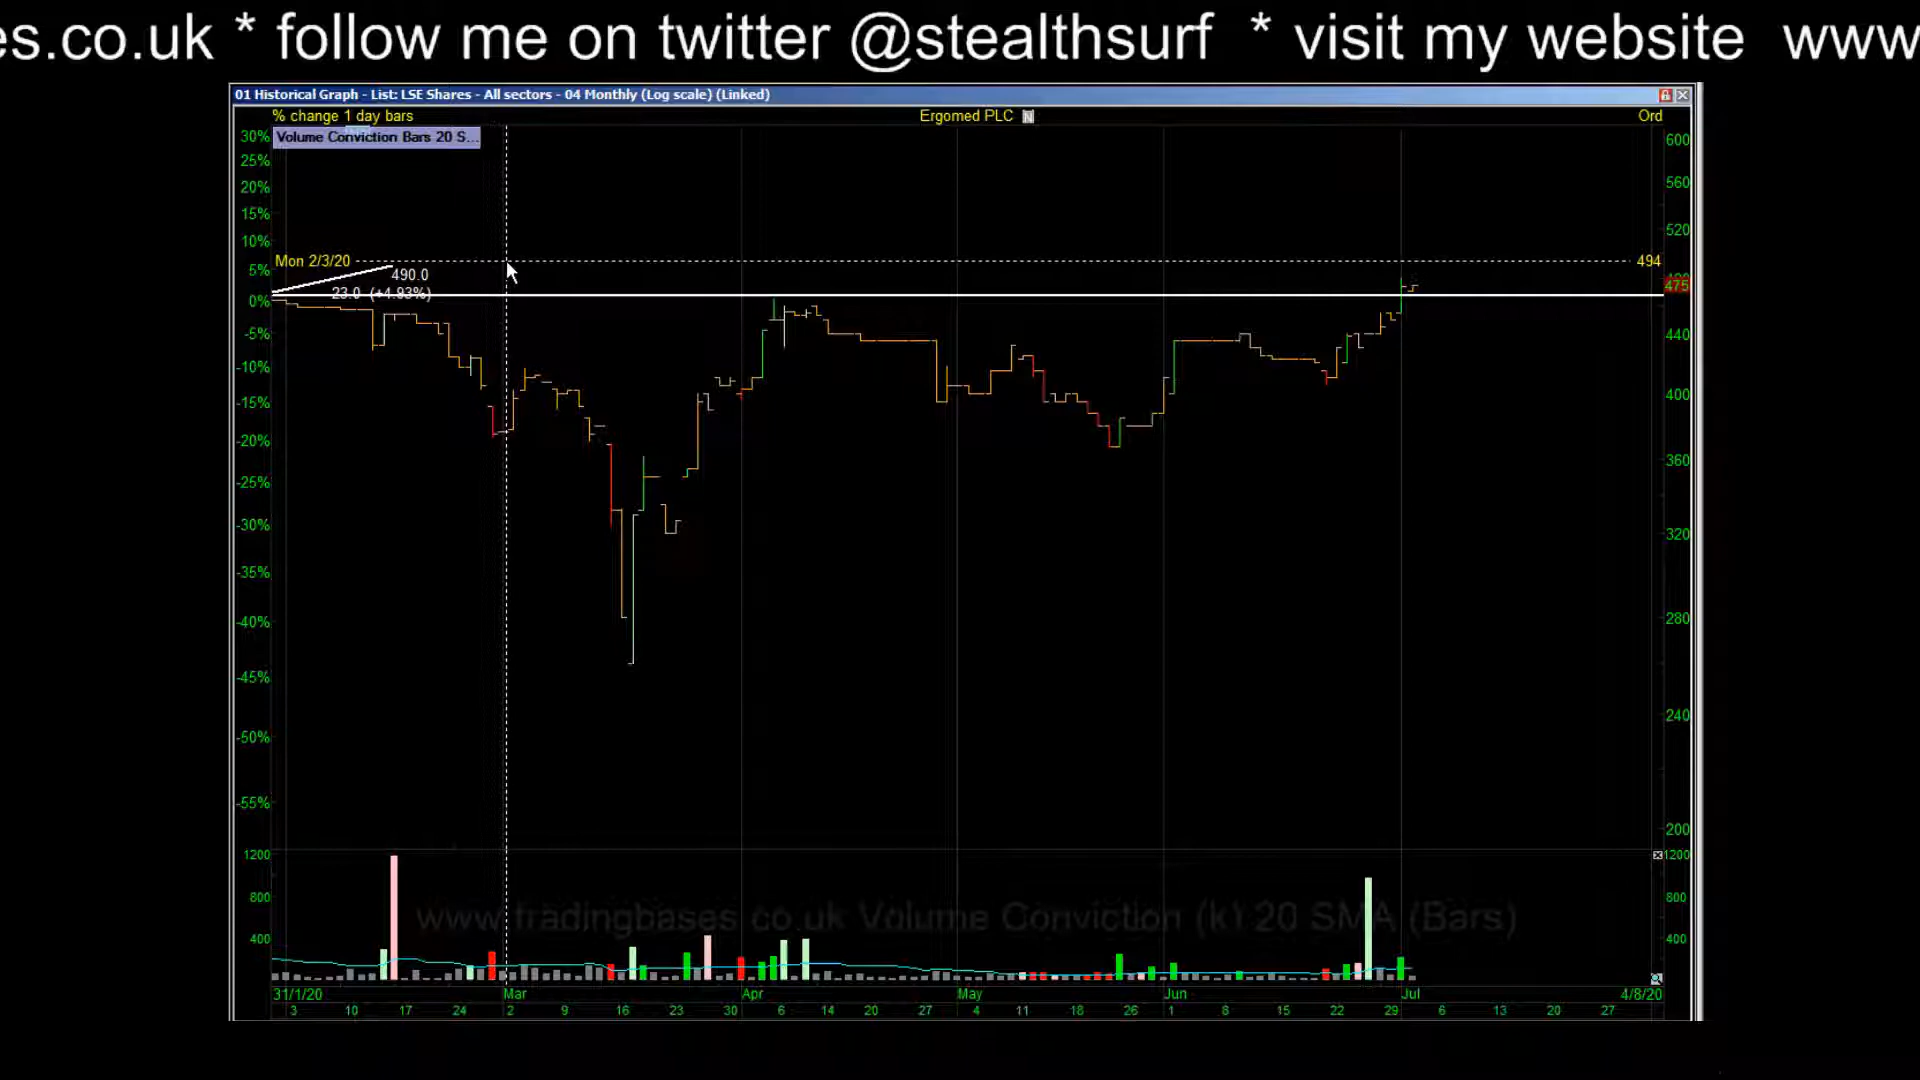 es.co.uk * follow me on twitter @stealthsurf * visit my website www
01 Historical Graph - List: LSE Shares - All sectors - 04 Monthly (Log scale) (Linked)
% change 1 day bars Ergomed PLC N Ord
Volume Conviction Bars 20 S...
30% 600
25%
20% 560
15%
10% 520
Mon 2/3/20 494
5% 490.0
475
23.0 (+4.93%)
0%
-5% 440
-10%
-15% 400
-20%
-25% 360
-30% 320
-35%
-40% 280
-45%
-50% 240
-55% 200
1200 1200
800 800
www.tradingbases.co.uk Volume Conviction (k) 20 SMA (Bars)
400 400
31/1/20 Mar Apr May Jun Jul 4/8/20
3 10 17 24 2 9 16 23 30 6 14 20 27 4 11 18 26 1 8 15 22 29 6 13 20 27